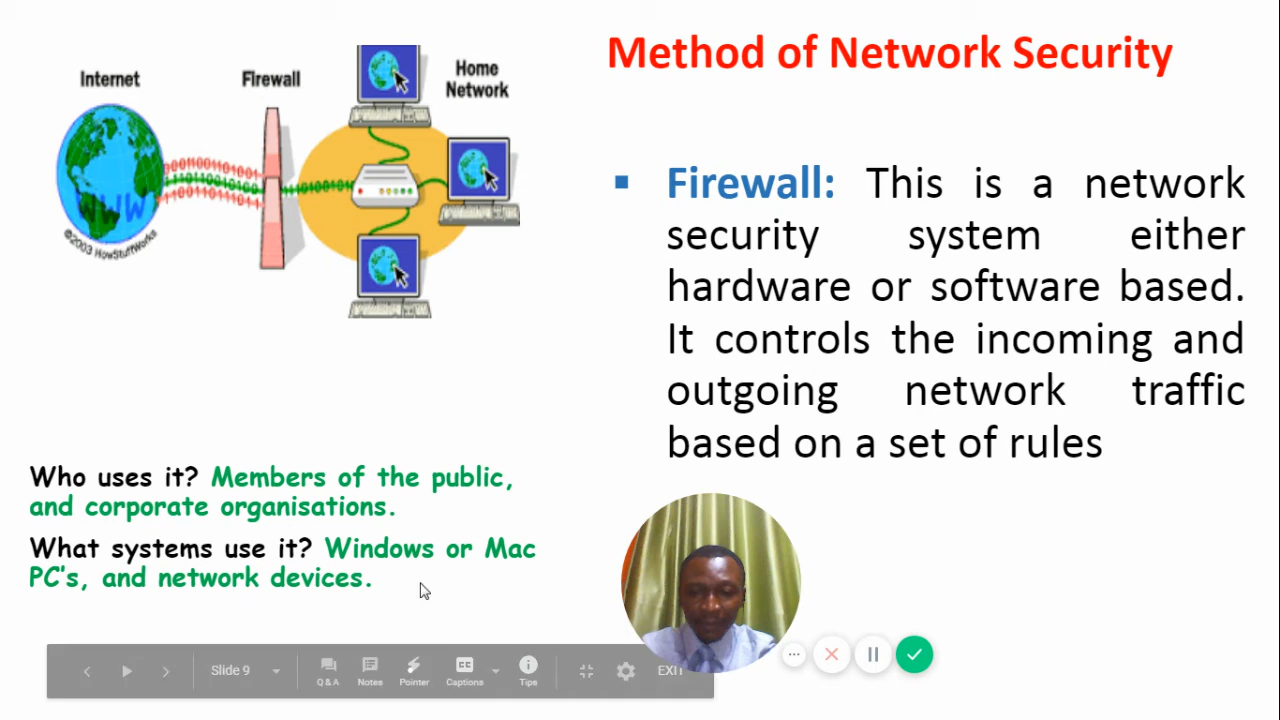 Method of Network Security
Internet
Firewall
Home
Network
©2003 HowStuffWorks
▪ Firewall: This is a network
security system either
hardware or software based.
It controls the incoming and
outgoing network traffic
based on a set of rules
Who uses it? Members of the public,
and corporate organisations.
What systems use it? Windows or Mac
PC's, and network devices.
Slide 9
Q & A
Notes
Pointer
CC
Captions
Tips
EXIT